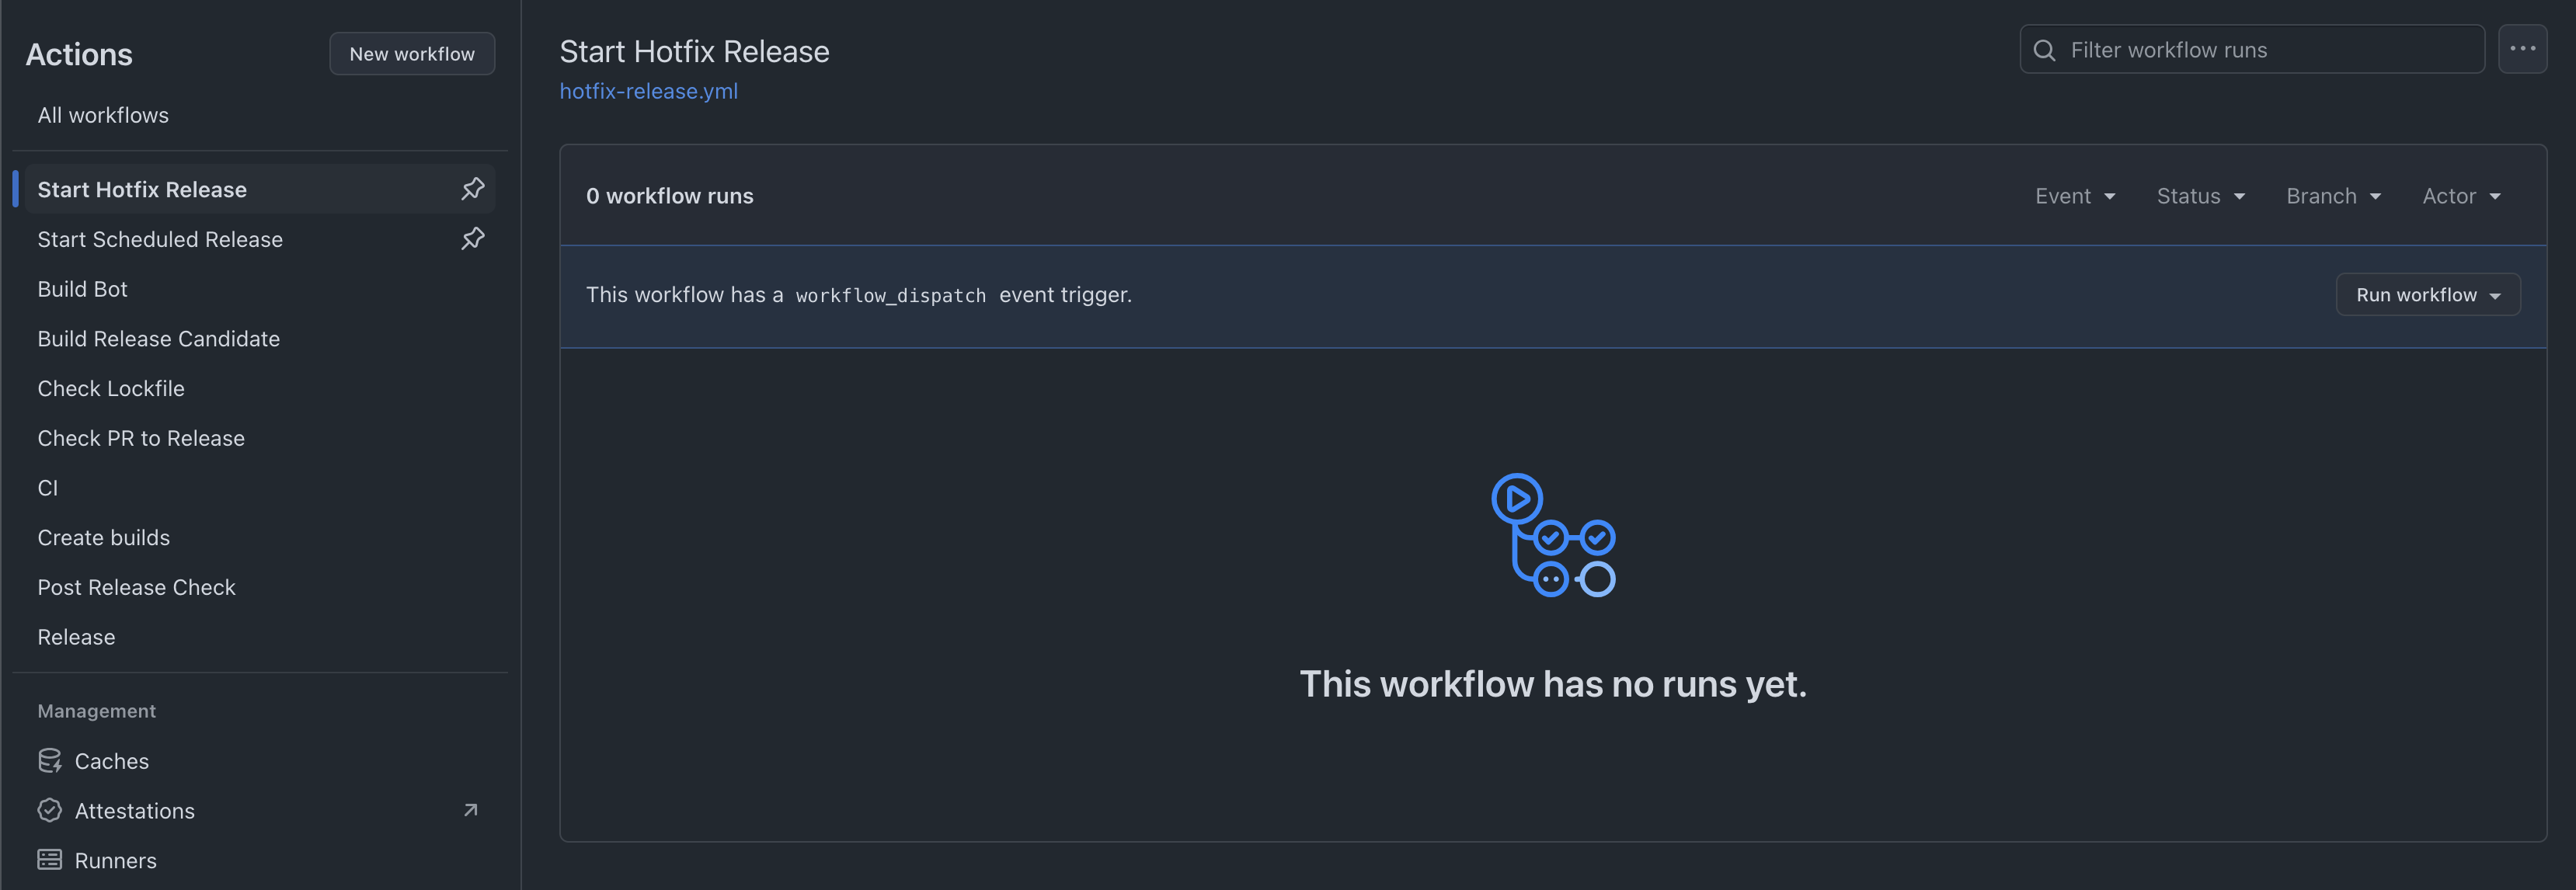 Actions
New workflow
All workflows
Start Hotfix Release
Start Scheduled Release
Build Bot
Build Release Candidate
Check Lockfile
Check PR to Release
CI
Create builds
Post Release Check
Release
Management
Caches
Attestations
Runners
Start Hotfix Release
hotfix-release.yml
Filter workflow runs
0 workflow runs
Event
Status
Branch
Actor
This workflow has a workflow_dispatch event trigger.
Run workflow
This workflow has no runs yet.